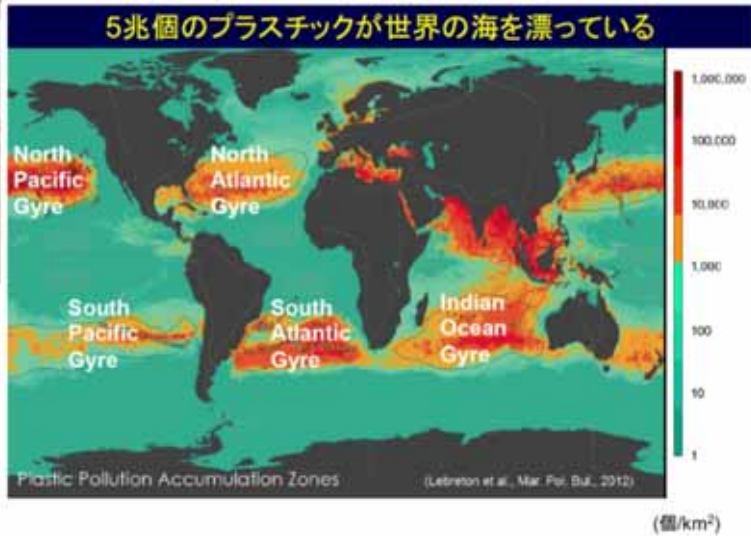 5兆個のプラスチックが世界の海を漂っている
North
Pacific
Gyre
North
Atlantic
Gyre
South
Pacific
Gyre
South
Atlantic
Gyre
Indian
Ocean
Gyre
1,000,000
100,000
10,000
1,000
100
10
1
Plastic Pollution Accumulation Zones
(Lebreton et al., Mar. Pol. Bul., 2012)
(個/km²)